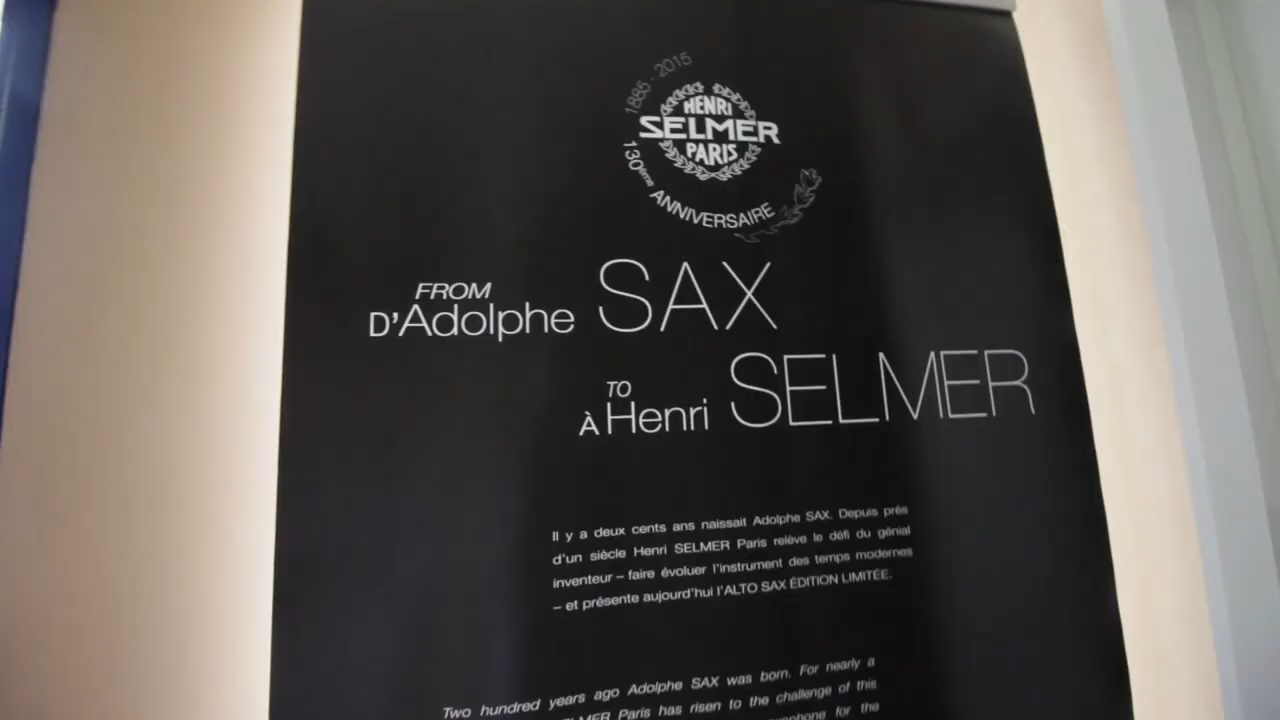 1885 - 2015
HENRI
SELMER
PARIS
130ème ANNIVERSAIRE
FROM
D'Adolphe SAX
TO
À Henri SELMER
Il y a deux cents ans naissait Adolphe SAX. Depuis près
d'un siècle Henri SELMER Paris relève le défi du génial
inventeur – faire évoluer l'instrument des temps modernes
– et présente aujourd'hui l'ALTO SAX ÉDITION LIMITÉE.
Two hundred years ago Adolphe SAX was born. For nearly a
Paris has risen to the challenge of this
for the